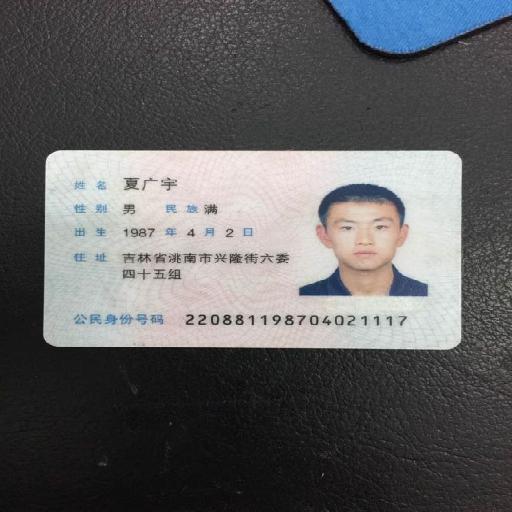 姓名 夏广宇
性别 男 民族 满
出生 1987 年 4 月 2 日
住址 吉林省洮南市兴隆街六委
四十五组
公民身份号码 220881198704021117